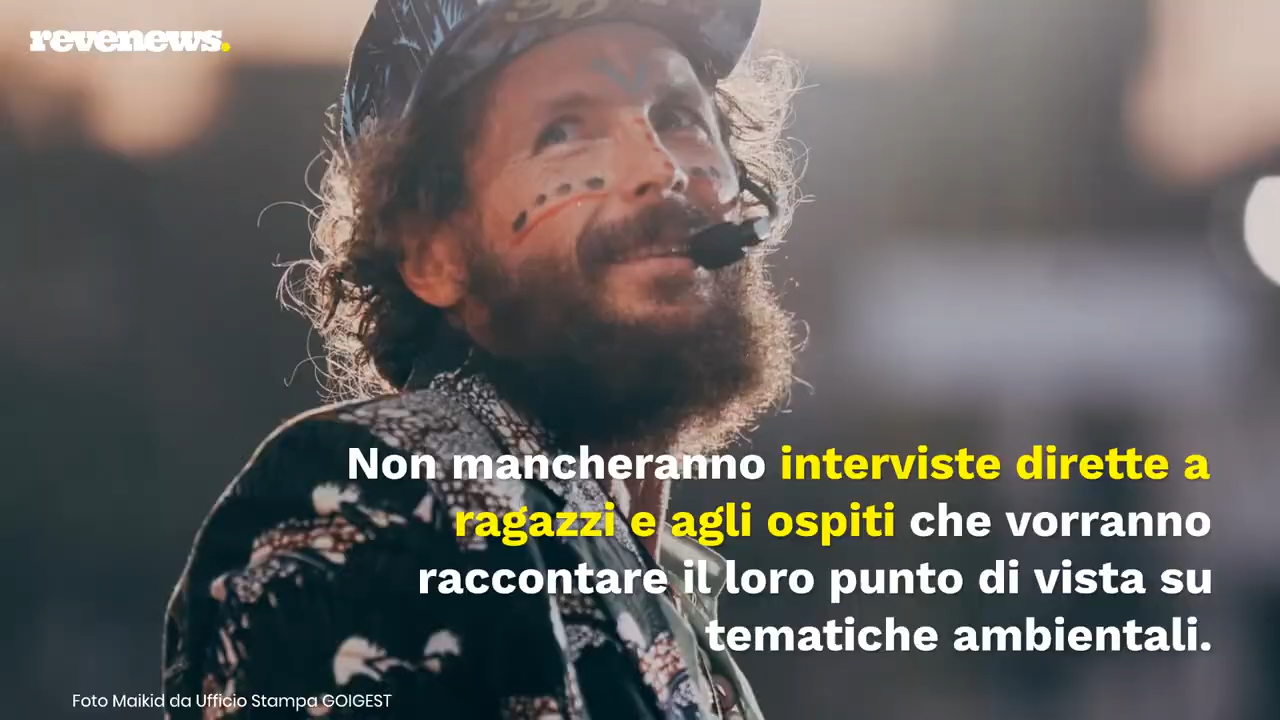 revenews.
Non mancheranno interviste dirette a
ragazzi e agli ospiti che vorranno
raccontare il loro punto di vista su
tematiche ambientali.
Foto Maikid da Ufficio Stampa GOIGEST